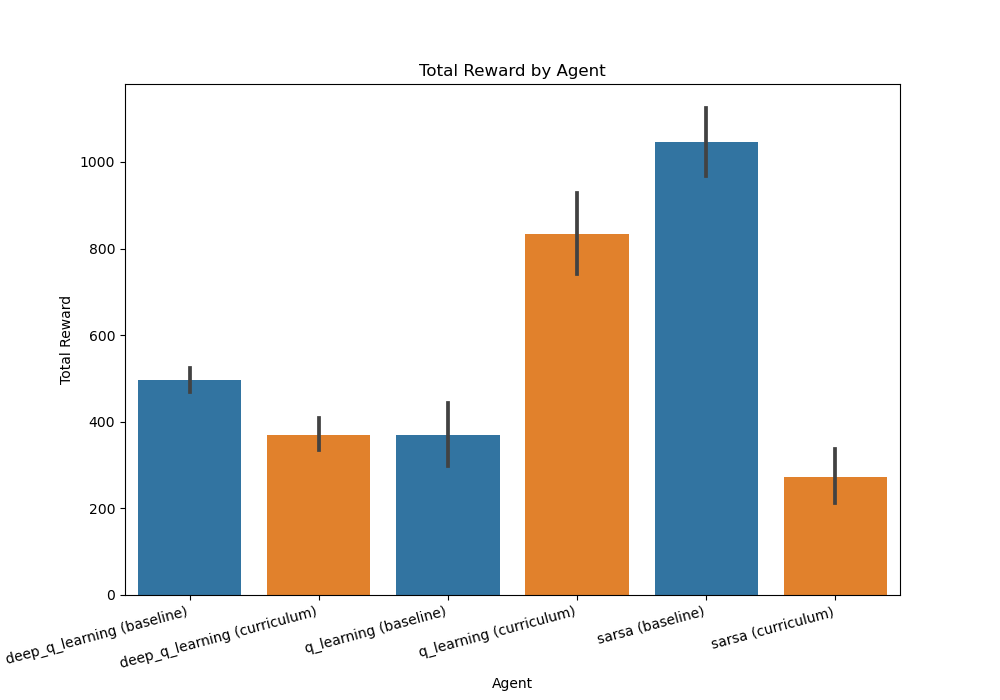 Total Reward by Agent
Total Reward
1000
800
600
400
200
0
deep_q_learning (baseline)
deep_q_learning (curriculum)
q_learning (baseline)
q_learning (curriculum)
sarsa (baseline)
sarsa (curriculum)
Agent